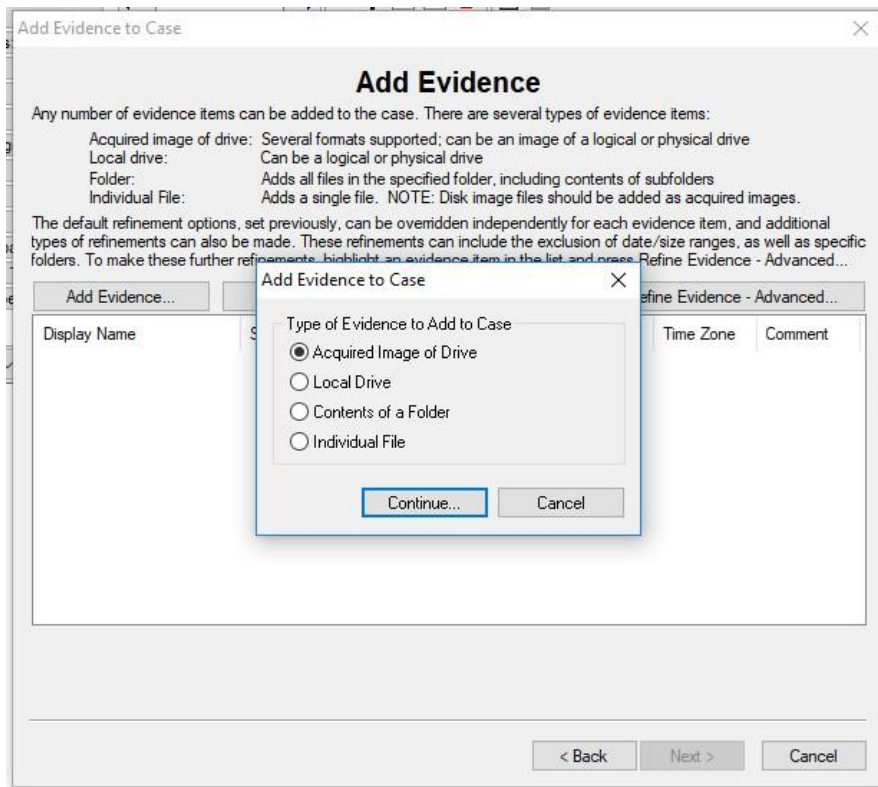 Add Evidence to Case
Add Evidence
Any number of evidence items can be added to the case. There are several types of evidence items:
Acquired image of drive: Several formats supported; can be an image of a logical or physical drive
Local drive: Can be a logical or physical drive
Folder: Adds all files in the specified folder, including contents of subfolders
Individual File: Adds a single file. NOTE: Disk image files should be added as acquired images.
The default refinement options, set previously, can be overridden independently for each evidence item, and additional
types of refinements can also be made. These refinements can include the exclusion of date/size ranges, as well as specific
folders. To make these further refinements, highlight an evidence item in the list and press Refine Evidence - Advanced...
Add Evidence...
efine Evidence - Advanced...
Display Name
S
Time Zone
Comment
Add Evidence to Case
Type of Evidence to Add to Case
Acquired Image of Drive
Local Drive
Contents of a Folder
Individual File
Continue...
Cancel
< Back
Next >
Cancel